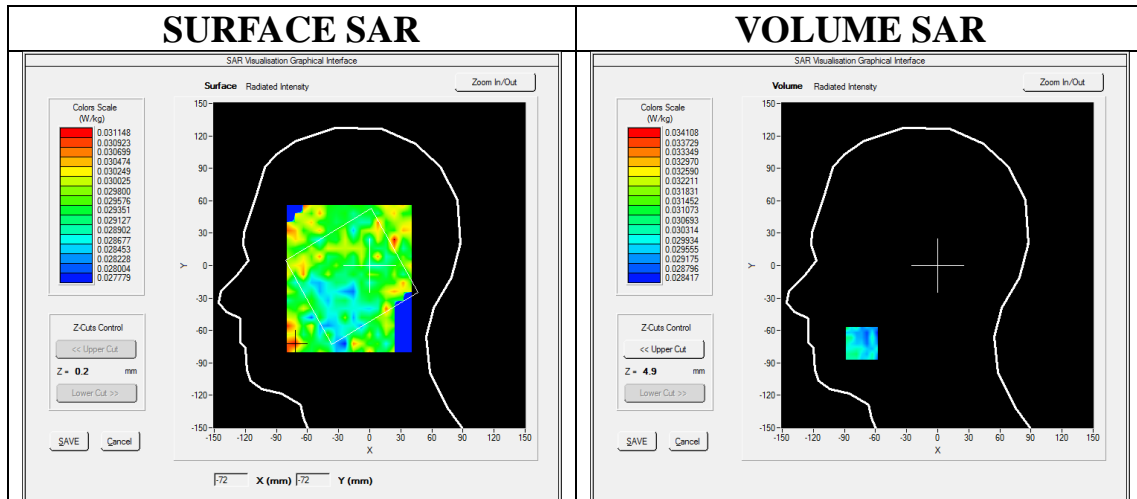 SURFACE SAR
VOLUME SAR
SAR Visualisation Graphical Interface
Surface Radiated Intensity
Zoom In/Out
Colors Scale
(W/kg)
0.031148
0.030923
0.030699
0.030474
0.030249
0.030025
0.029800
0.029576
0.029351
0.029127
0.028902
0.028677
0.028453
0.028228
0.028004
0.027779
Z-Cuts Control
<< Upper Cut
Z = 0.2 mm
Lower Cut >>
SAVE Cancel
150
120
90
60
30
0
-30
-60
-90
-120
-150
Y
-150 -120 -90 -60 -30 0 30 60 90 120 150
X
-72 X (mm) -72 Y (mm)
SAR Visualisation Graphical Interface
Volume Radiated Intensity
Zoom In/Out
Colors Scale
(W/kg)
0.034108
0.033729
0.033349
0.032970
0.032590
0.032211
0.031831
0.031452
0.031073
0.030693
0.030314
0.029934
0.029555
0.029175
0.028796
0.028417
Z-Cuts Control
<< Upper Cut
Z = 4.9 mm
Lower Cut >>
SAVE Cancel
150
120
90
60
30
0
-30
-60
-90
-120
-150
Y
-150 -120 -90 -60 -30 0 30 60 90 120 150
X